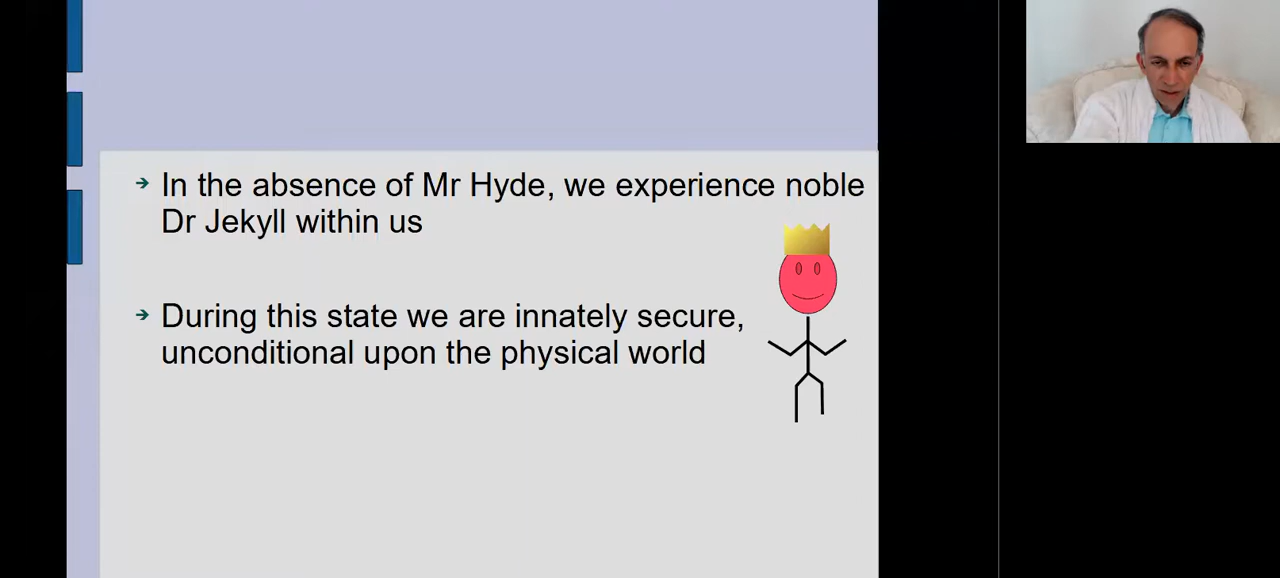 In the absence of Mr Hyde, we experience noble
Dr Jekyll within us
During this state we are innately secure,
unconditional upon the physical world